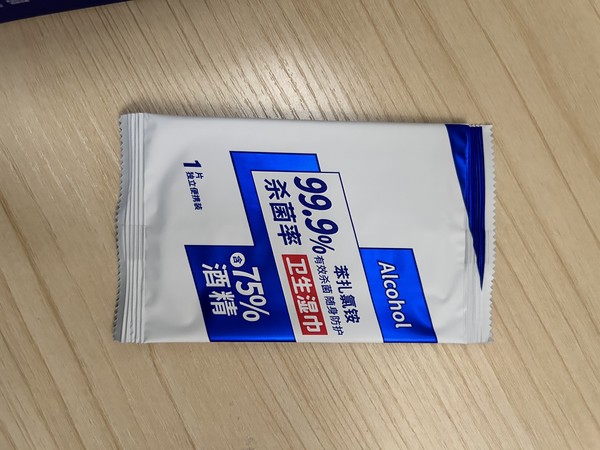 Alcohol
苯扎氯铵
有效杀菌 随身防护
卫生湿巾
99.9%
杀菌率
含75%
酒精
1片
独立便携装